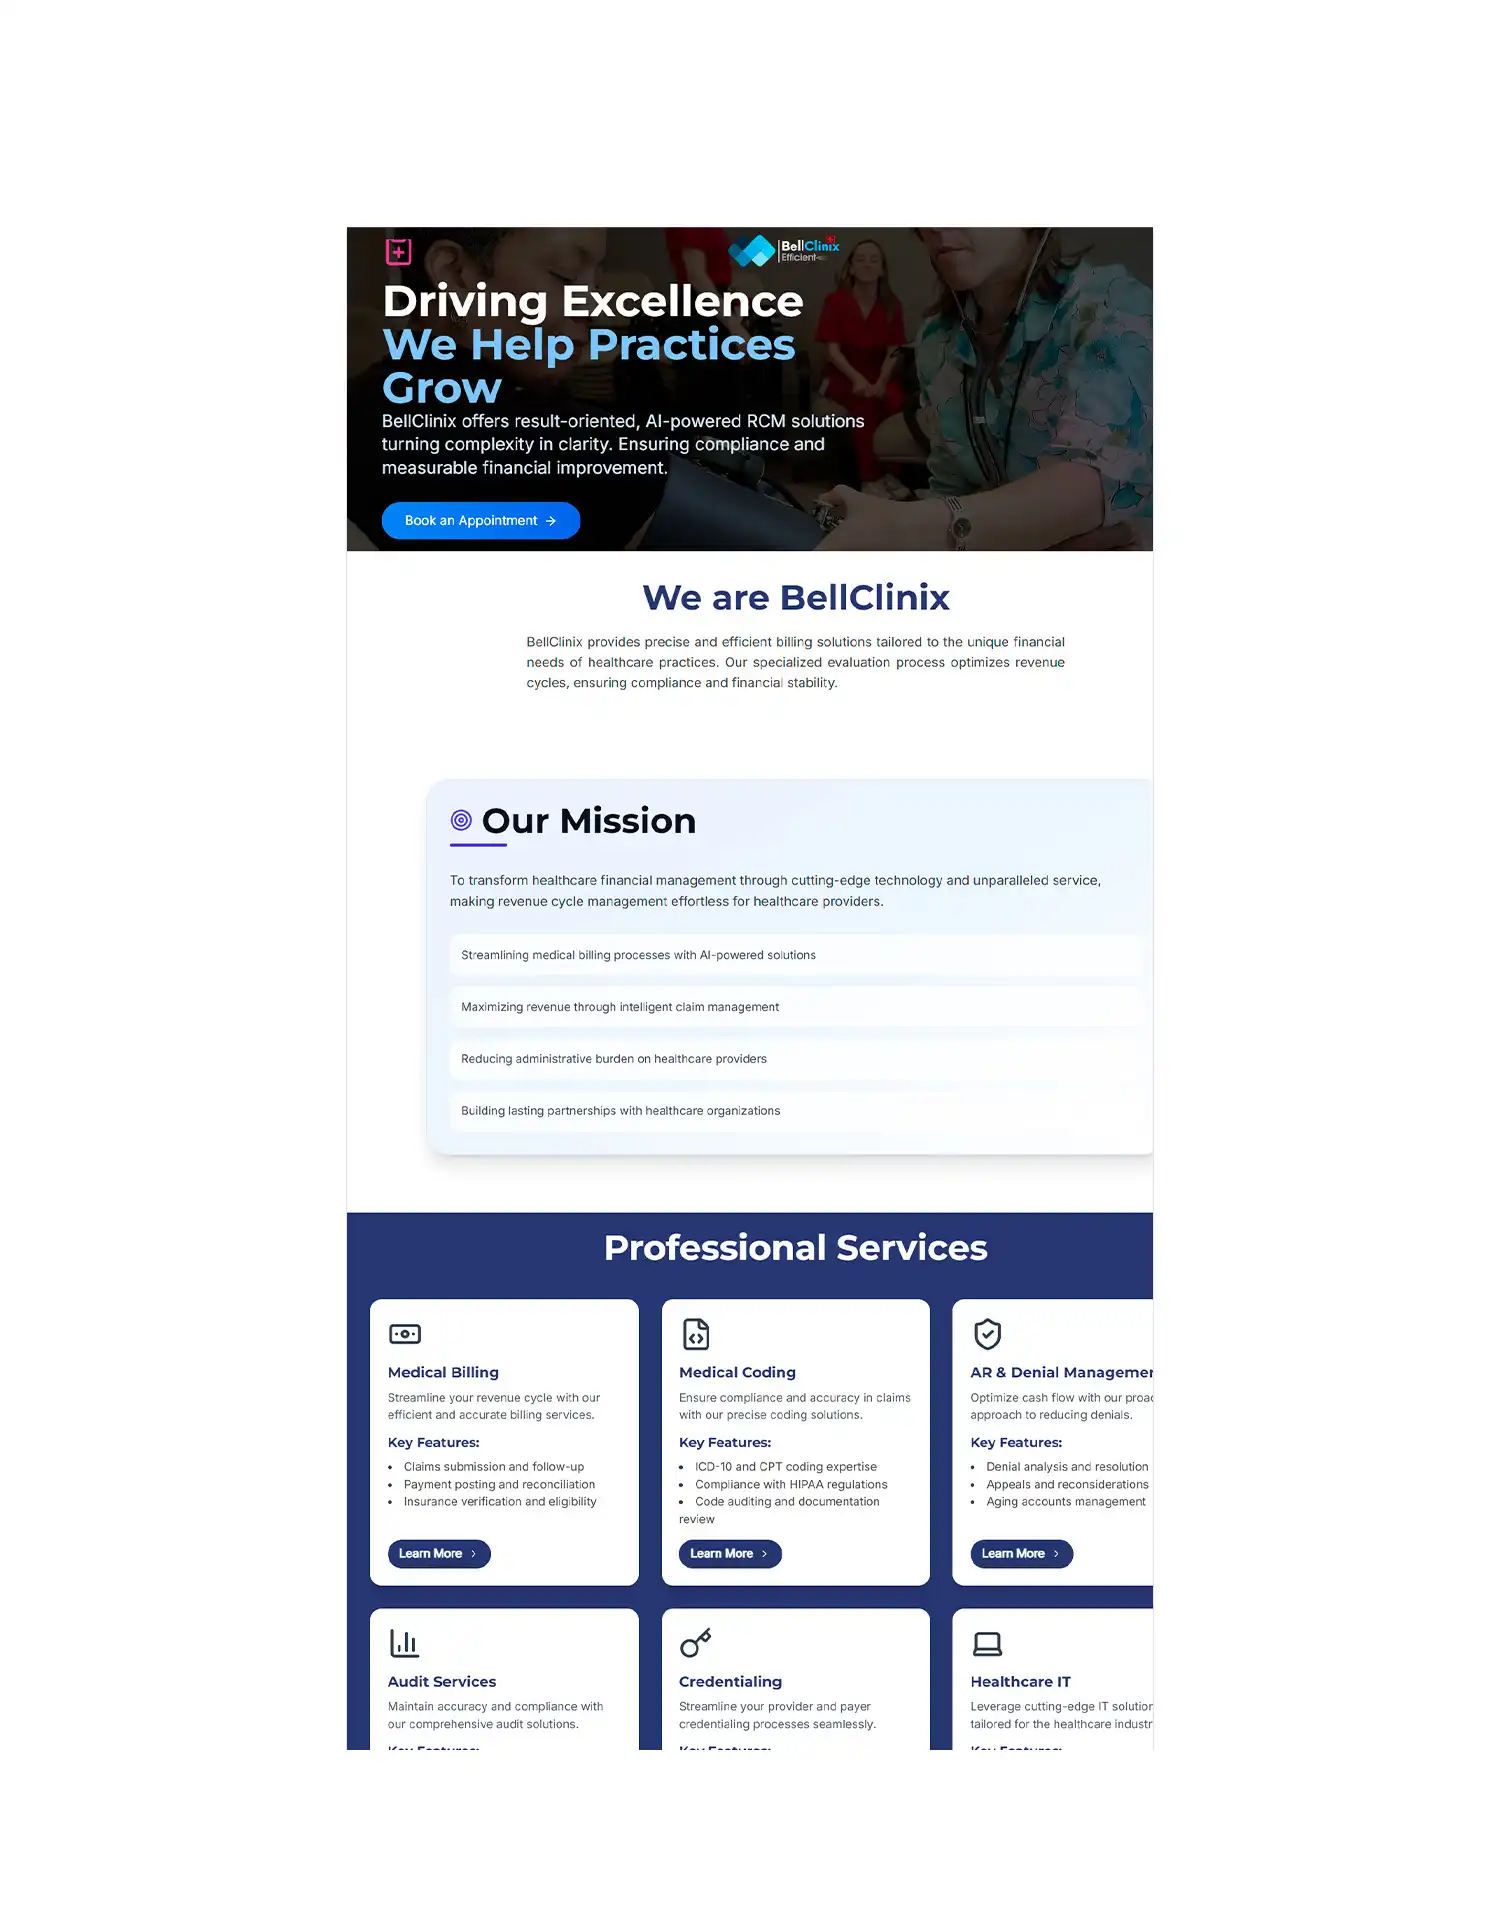 BellClinix
Efficient
Driving Excellence
We Help Practices
Grow
BellClinix offers result-oriented, AI-powered RCM solutions
turning complexity in clarity. Ensuring compliance and
measurable financial improvement.
Book an Appointment
We are BellClinix
BellClinix provides precise and efficient billing solutions tailored to the unique financial
needs of healthcare practices. Our specialized evaluation process optimizes revenue
cycles, ensuring compliance and financial stability.
Our Mission
To transform healthcare financial management through cutting-edge technology and unparalleled service,
making revenue cycle management effortless for healthcare providers.
Streamlining medical billing processes with AI-powered solutions
Maximizing revenue through intelligent claim management
Reducing administrative burden on healthcare providers
Building lasting partnerships with healthcare organizations
Professional Services
Medical Billing
Streamline your revenue cycle with our
efficient and accurate billing services.
Key Features:
• Claims submission and follow-up
• Payment posting and reconciliation
• Insurance verification and eligibility
Learn More
Medical Coding
Ensure compliance and accuracy in claims
with our precise coding solutions.
Key Features:
• ICD-10 and CPT coding expertise
• Compliance with HIPAA regulations
• Code auditing and documentation
review
Learn More
AR & Denial
Optimize cash flow with our
approach to reducing denials.
Key Features:
• Denial analysis and resolution
• Appeals and reconsiderations
• Aging accounts management
Learn More
Audit Services
Maintain accuracy and compliance with
our comprehensive audit solutions.
Key Features:
Credentialing
Streamline your provider and payer
credentialing processes seamlessly.
Key Features:
Healthcare IT
Leverage cutting-edge IT
tailored for the healthcare
Key Features: